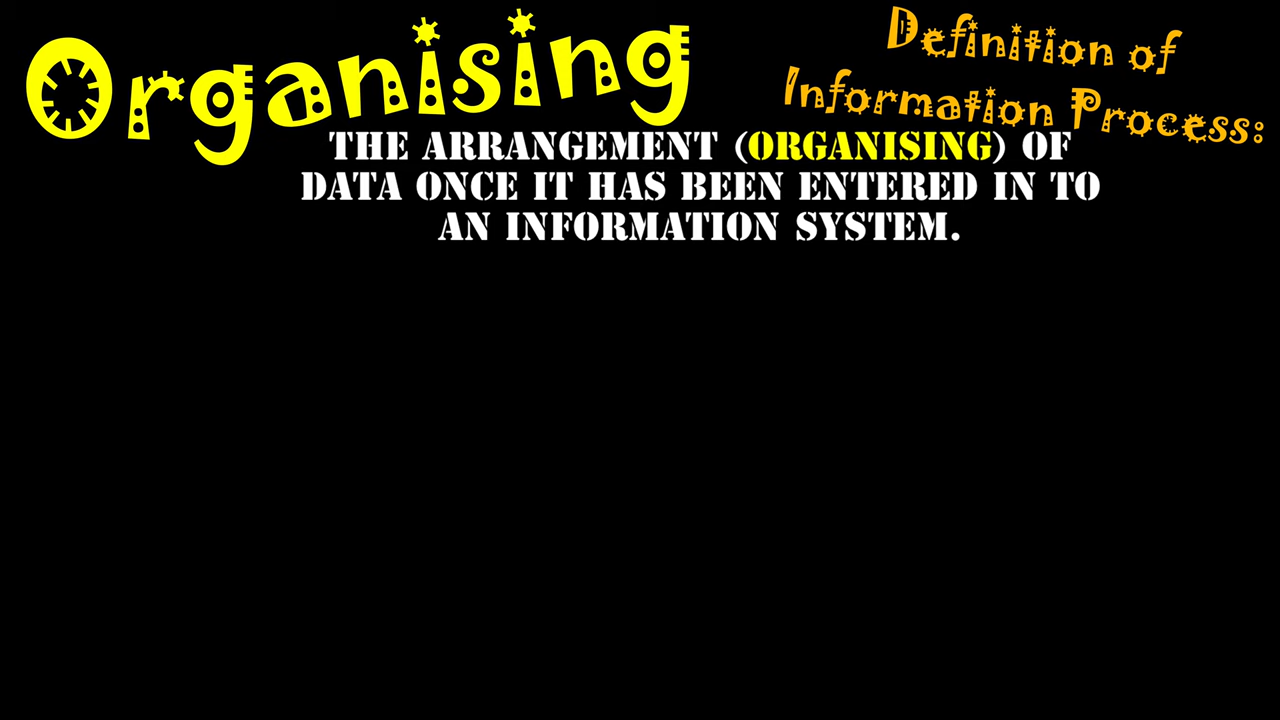 Organising
Definition of
Information Process:
THE ARRANGEMENT (ORGANISING) OF
DATA ONCE IT HAS BEEN ENTERED IN TO
AN INFORMATION SYSTEM.